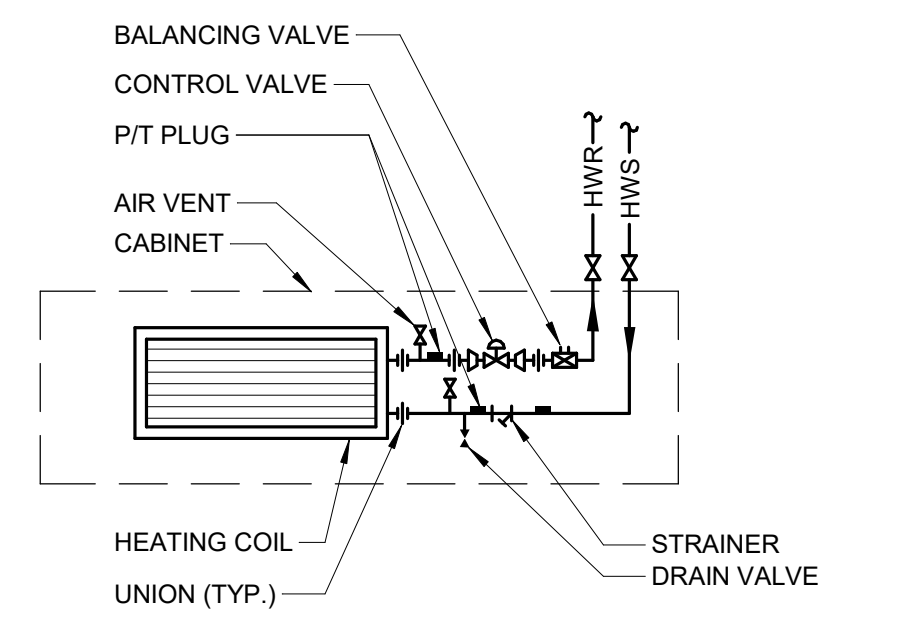 BALANCING VALVE
CONTROL VALVE
P/T PLUG
AIR VENT
CABINET
HWR
HWS
HEATING COIL
UNION (TYP.)
STRAINER
DRAIN VALVE